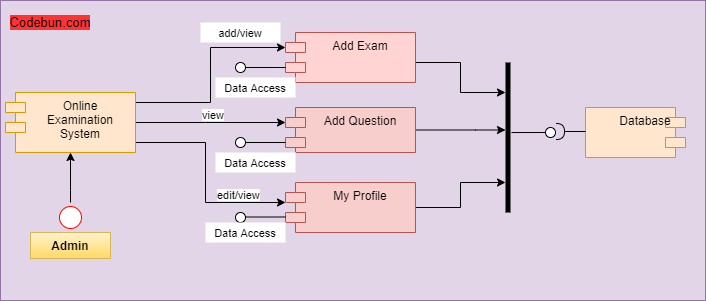 Codebun.com
add/view
Add Exam
Data Access
Online
Examination
System
view
Add Question
Database
Data Access
edit/view
My Profile
Data Access
Admin